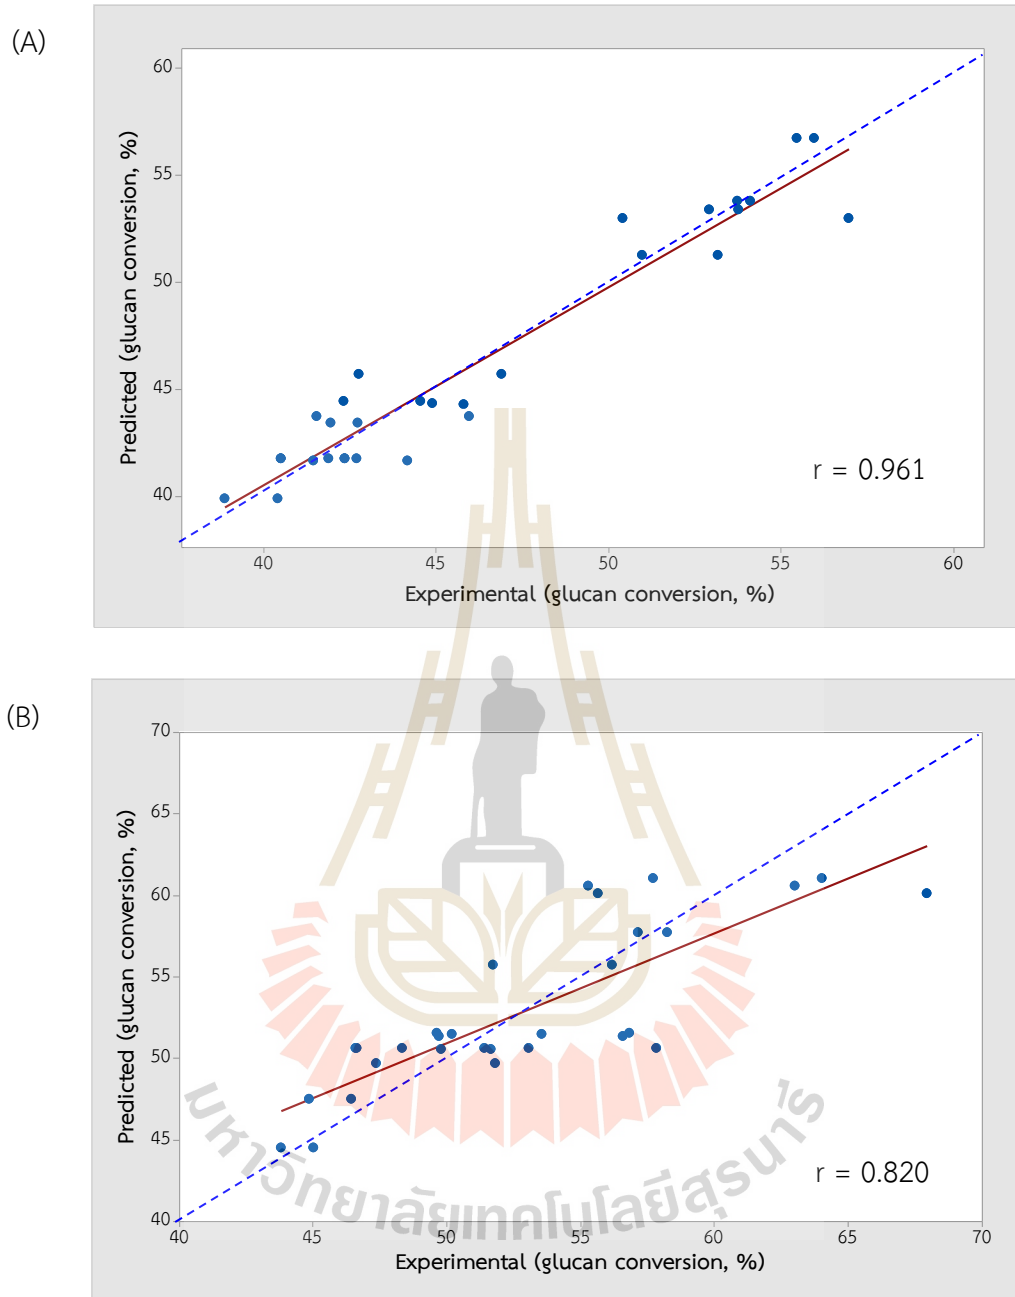 (A)
60
55
50
45
40
Predicted (glucan conversion, %)
r = 0.961
40 45 50 55 60
Experimental (glucan conversion, %)
(B)
70
65
60
55
50
45
40
Predicted (glucan conversion, %)
r = 0.820
40 45 50 55 60 65 70
Experimental (glucan conversion, %)
มหาวิทยาลัยเทคโนโลยีสุรนารี